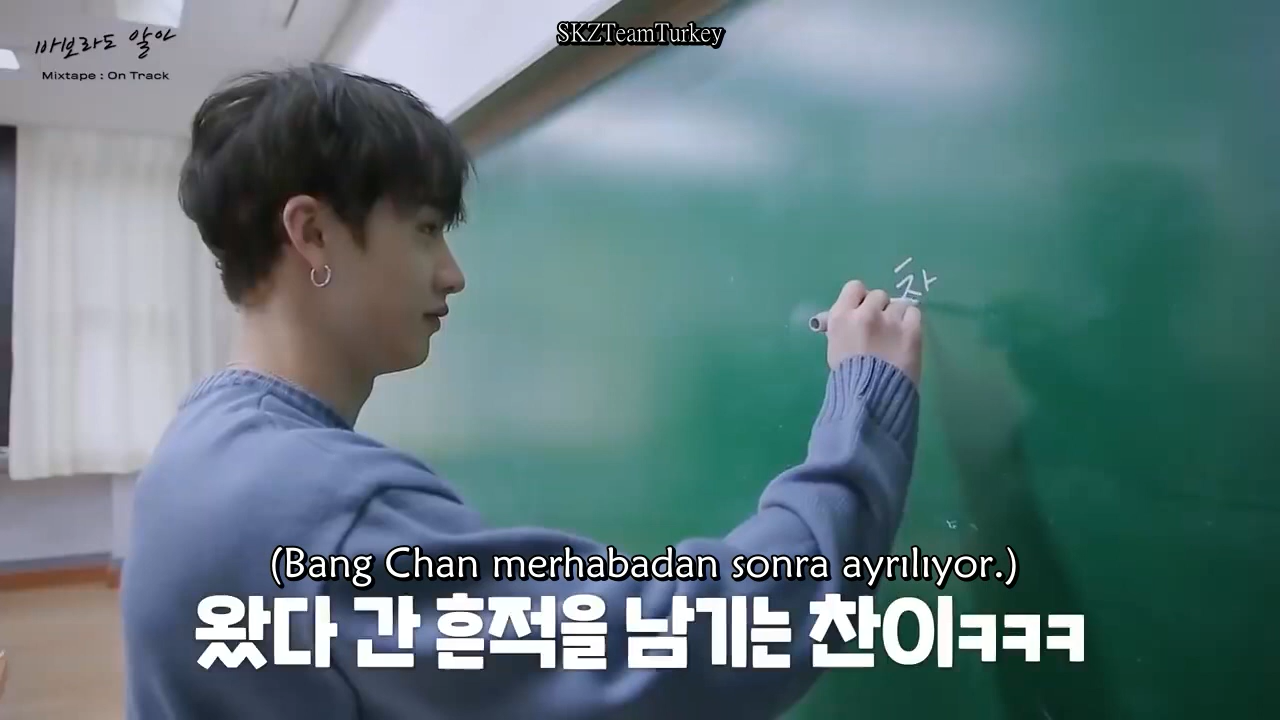 바보라도 알아
Mixtape : On Track
SKZTeamTurkey
차
(Bang Chan merhabadan sonra ayrılıyor.)
왔다 간 흔적을 남기는 찬이ㅋㅋㅋ